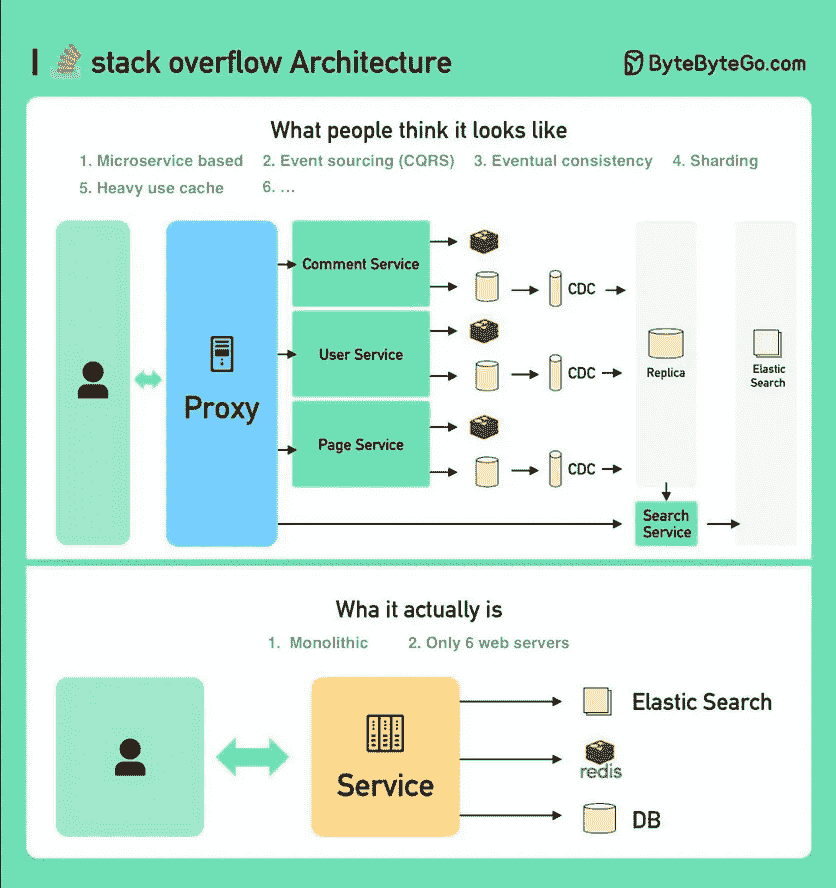 stack overflow Architecture
ByteByteGo.com
What people think it looks like
1. Microservice based 2. Event sourcing (CQRS) 3. Eventual consistency 4. Sharding
5. Heavy use cache 6. ...
Proxy
Comment Service
User Service
Page Service
CDC
CDC
CDC
Replica
Elastic
Search
Search
Service
Wha it actually is
1. Monolithic 2. Only 6 web servers
Service
Elastic Search
redis
DB